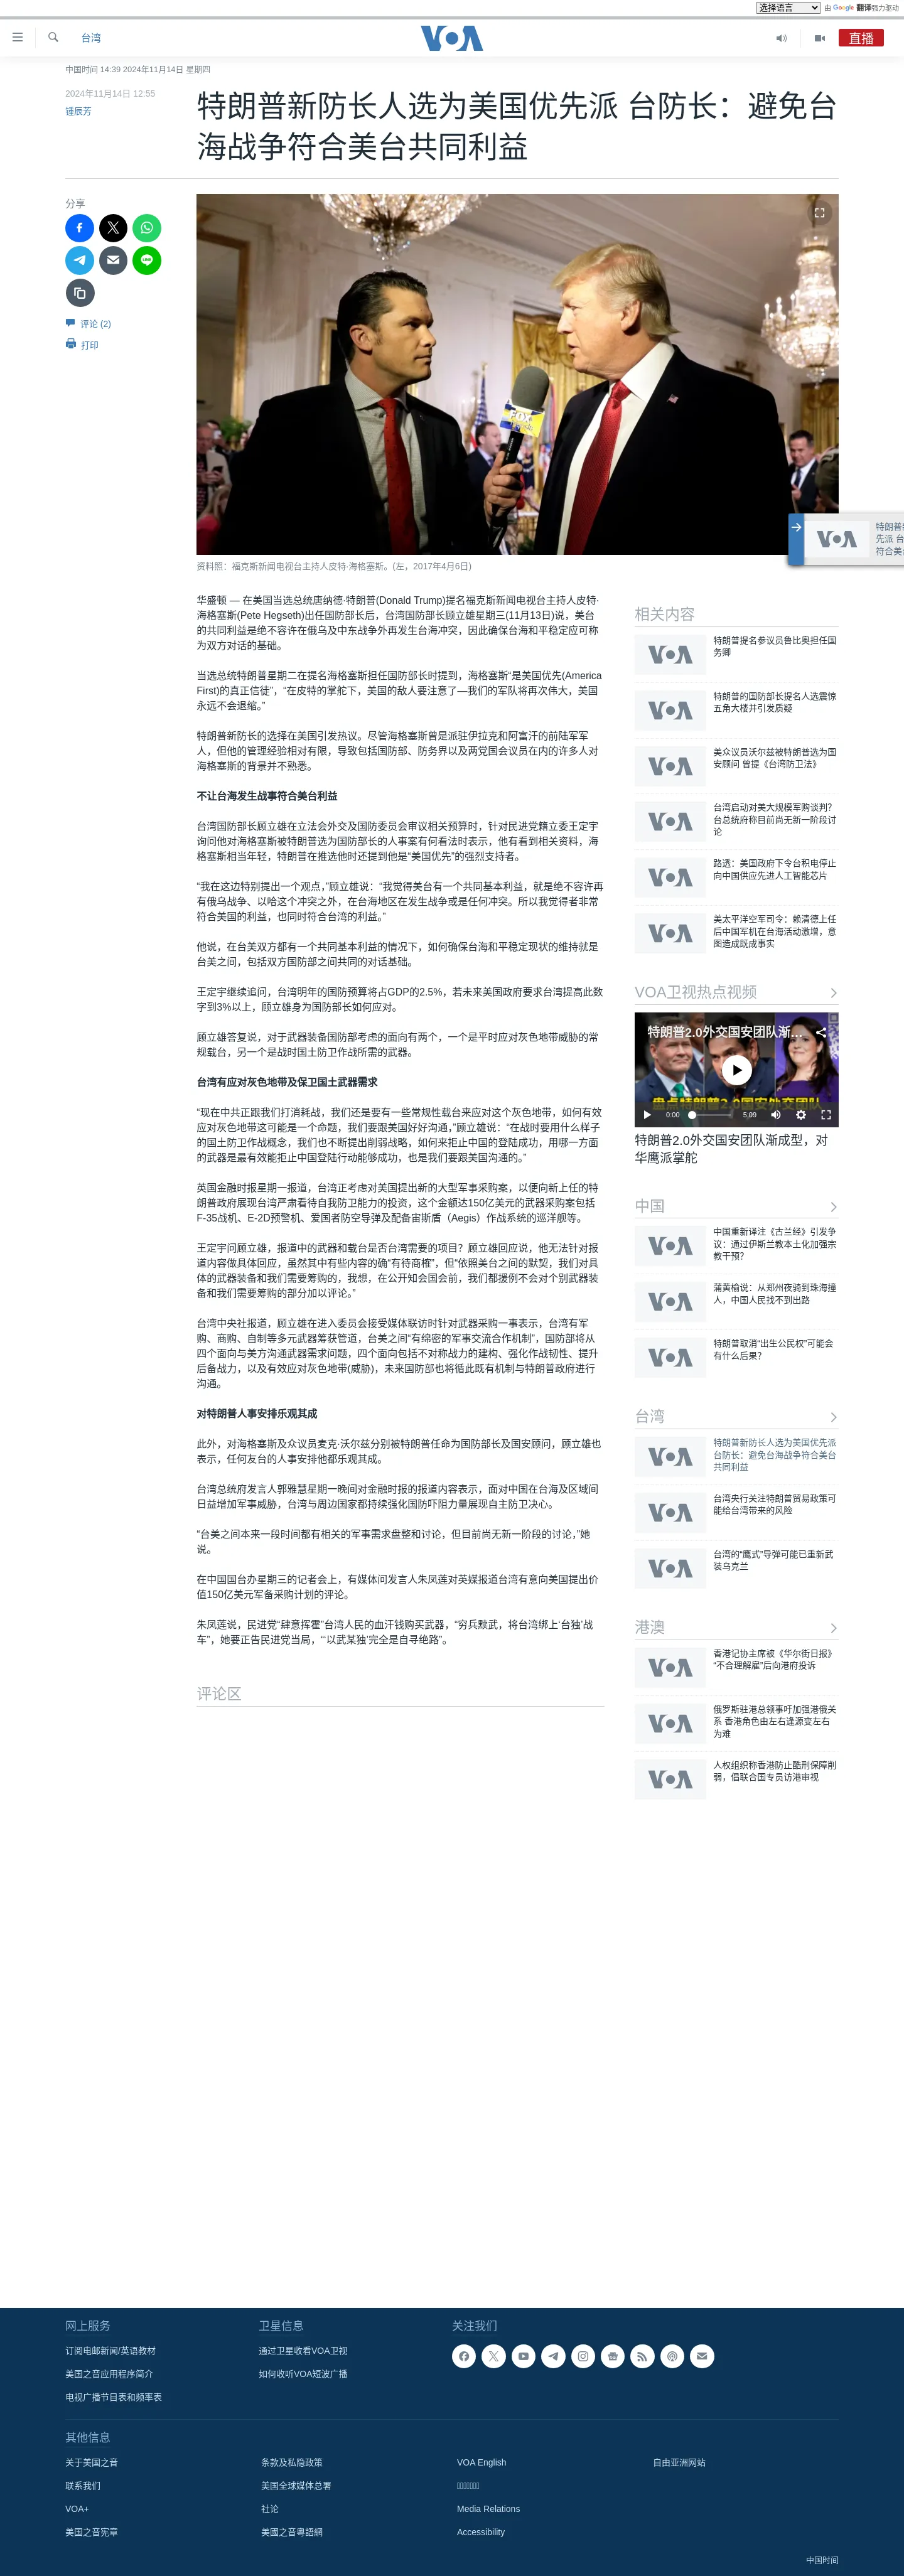 选择语言 由 Google 翻译强力驱动
台湾
VOA
直播
中国时间 14:39 2024年11月14日 星期四
2024年11月14日 12:55
锺辰芳
特朗普新防长人选为美国优先派 台防长：避免台
海战争符合美台共同利益
分享
评论 (2)
打印
FOX
资料照：福克斯新闻电视台主持人皮特·海格塞斯。(左，2017年4月6日)
VOA
特朗普新
先派 台
符合美台
华盛顿 — 在美国当选总统唐纳德·特朗普(Donald Trump)提名福克斯新闻电视台主持人皮特·
海格塞斯(Pete Hegseth)出任国防部长后，台湾国防部长顾立雄星期三(11月13日)说，美台
的共同利益是绝不容许在俄乌及中东战争外再发生台海冲突，因此确保台海和平稳定应可称
为双方对话的基础。
当选总统特朗普星期二在提名海格塞斯担任国防部长时提到，海格塞斯“是美国优先(America
First)的真正信徒”，“在皮特的掌舵下，美国的敌人要注意了—我们的军队将再次伟大，美国
永远不会退缩。”
特朗普新防长的选择在美国引发热议。尽管海格塞斯曾是派驻伊拉克和阿富汗的前陆军军
人，但他的管理经验相对有限，导致包括国防部、防务界以及两党国会议员在内的许多人对
海格塞斯的背景并不熟悉。
不让台海发生战事符合美台利益
台湾国防部长顾立雄在立法会外交及国防委员会审议相关预算时，针对民进党籍立委王定宇
询问他对海格塞斯被特朗普选为国防部长的人事案有何看法时表示，他有看到相关资料，海
格塞斯相当年轻，特朗普在推选他时还提到他是“美国优先”的强烈支持者。
“我在这边特别提出一个观点，”顾立雄说：“我觉得美台有一个共同基本利益，就是绝不容许再
有俄乌战争、以哈这个冲突之外，在台海地区在发生战争或是任何冲突。所以我觉得者非常
符合美国的利益，也同时符合台湾的利益。”
他说，在台美双方都有一个共同基本利益的情况下，如何确保台海和平稳定现状的维持就是
台美之间，包括双方国防部之间共同的对话基础。
王定宇继续追问，台湾明年的国防预算将占GDP的2.5%，若未来美国政府要求台湾提高此数
字到3%以上，顾立雄身为国防部长如何应对。
顾立雄答复说，对于武器装备国防部考虑的面向有两个，一个是平时应对灰色地带威胁的常
规载台，另一个是战时国土防卫作战所需的武器。
台湾有应对灰色地带及保卫国土武器需求
“现在中共正跟我们打消耗战，我们还是要有一些常规性载台来应对这个灰色地带，如何有效
应对灰色地带这可能是一个命题，我们要跟美国好好沟通，”顾立雄说：“在战时要用什么样子
的国土防卫作战概念，我们也不断提出削弱战略，如何来拒止中国的登陆成功，用哪一方面
的武器是最有效能拒止中国登陆行动能够成功，也是我们要跟美国沟通的。”
英国金融时报星期一报道，台湾正考虑对美国提出新的大型军事采购案，以便向新上任的特
朗普政府展现台湾严肃看待自我防卫能力的投资，这个金额达150亿美元的武器采购案包括
F-35战机、E-2D预警机、爱国者防空导弹及配备宙斯盾（Aegis）作战系统的巡洋舰等。
王定宇问顾立雄，报道中的武器和载台是否台湾需要的项目？顾立雄回应说，他无法针对报
道内容做具体回应，虽然其中有些内容的确“有待商榷”，但“依照美台之间的默契，我们对具
体的武器装备和我们需要筹购的，我想，在公开知会国会前，我们都援例不会对个别武器装
备和我们需要筹购的部分加以评论。”
台湾中央社报道，顾立雄在进入委员会接受媒体联访时针对武器采购一事表示，台湾有军
购、商购、自制等多元武器筹获管道，台美之间“有绵密的军事交流合作机制”，国防部将从
四个面向与美方沟通武器需求问题，四个面向包括不对称战力的建构、强化作战韧性、提升
后备战力，以及有效应对灰色地带(威胁)，未来国防部也将循此既有机制与特朗普政府进行
沟通。
对特朗普人事安排乐观其成
此外，对海格塞斯及众议员麦克·沃尔兹分别被特朗普任命为国防部长及国安顾问，顾立雄也
表示，任何友台的人事安排他都乐观其成。
台湾总统府发言人郭雅慧星期一晚间对金融时报的报道内容表示，面对中国在台海及区域间
日益增加军事威胁，台湾与周边国家都持续强化国防吓阻力量展现自主防卫决心。
“台美之间本来一段时间都有相关的军事需求盘整和讨论，但目前尚无新一阶段的讨论，”她
说。
在中国国台办星期三的记者会上，有媒体问发言人朱凤莲对英媒报道台湾有意向美国提出价
值150亿美元军备采购计划的评论。
朱凤莲说，民进党“肆意挥霍”台湾人民的血汗钱购买武器，“穷兵黩武，将台湾绑上‘台独’战
车”，她要正告民进党当局，“‘以武某独’完全是自寻绝路”。
评论区
相关内容
VOA
特朗普提名参议员鲁比奥担任国
务卿
VOA
特朗普的国防部长提名人选震惊
五角大楼并引发质疑
VOA
美众议员沃尔兹被特朗普选为国
安顾问 曾提《台湾防卫法》
VOA
台湾启动对美大规模军购谈判？
台总统府称目前尚无新一阶段讨
论
VOA
路透：美国政府下令台积电停止
向中国供应先进人工智能芯片
VOA
美太平洋空军司令：赖清德上任
后中国军机在台海活动激增，意
图造成既成事实
VOA卫视热点视频
特朗普2.0外交国安团队渐...
盘点特朗普2.0国安外交团队
0:00 5:09
特朗普2.0外交国安团队渐成型，对
华鹰派掌舵
中国
VOA
中国重新译注《古兰经》引发争
议：通过伊斯兰教本土化加强宗
教干预？
VOA
蒲黄榆说：从郑州夜骑到珠海撞
人，中国人民找不到出路
VOA
特朗普取消“出生公民权”可能会
有什么后果？
台湾
VOA
特朗普新防长人选为美国优先派
台防长：避免台海战争符合美台
共同利益
VOA
台湾央行关注特朗普贸易政策可
能给台湾带来的风险
VOA
台湾的“鹰式”导弹可能已重新武
装乌克兰
港澳
VOA
香港记协主席被《华尔街日报》
“不合理解雇”后向港府投诉
VOA
俄罗斯驻港总领事吁加强港俄关
系 香港角色由左右逢源变左右
为难
VOA
人权组织称香港防止酷刑保障削
弱，倡联合国专员访港审视
网上服务
订阅电邮新闻/英语教材
美国之音应用程序简介
电视广播节目表和频率表
卫星信息
通过卫星收看VOA卫视
如何收听VOA短波广播
关注我们
其他信息
关于美国之音
联系我们
VOA+
美国之音宪章
条款及私隐政策
美国全球媒体总署
社论
美國之音粵語網
VOA English
Media Relations
Accessibility
自由亚洲网站
中国时间